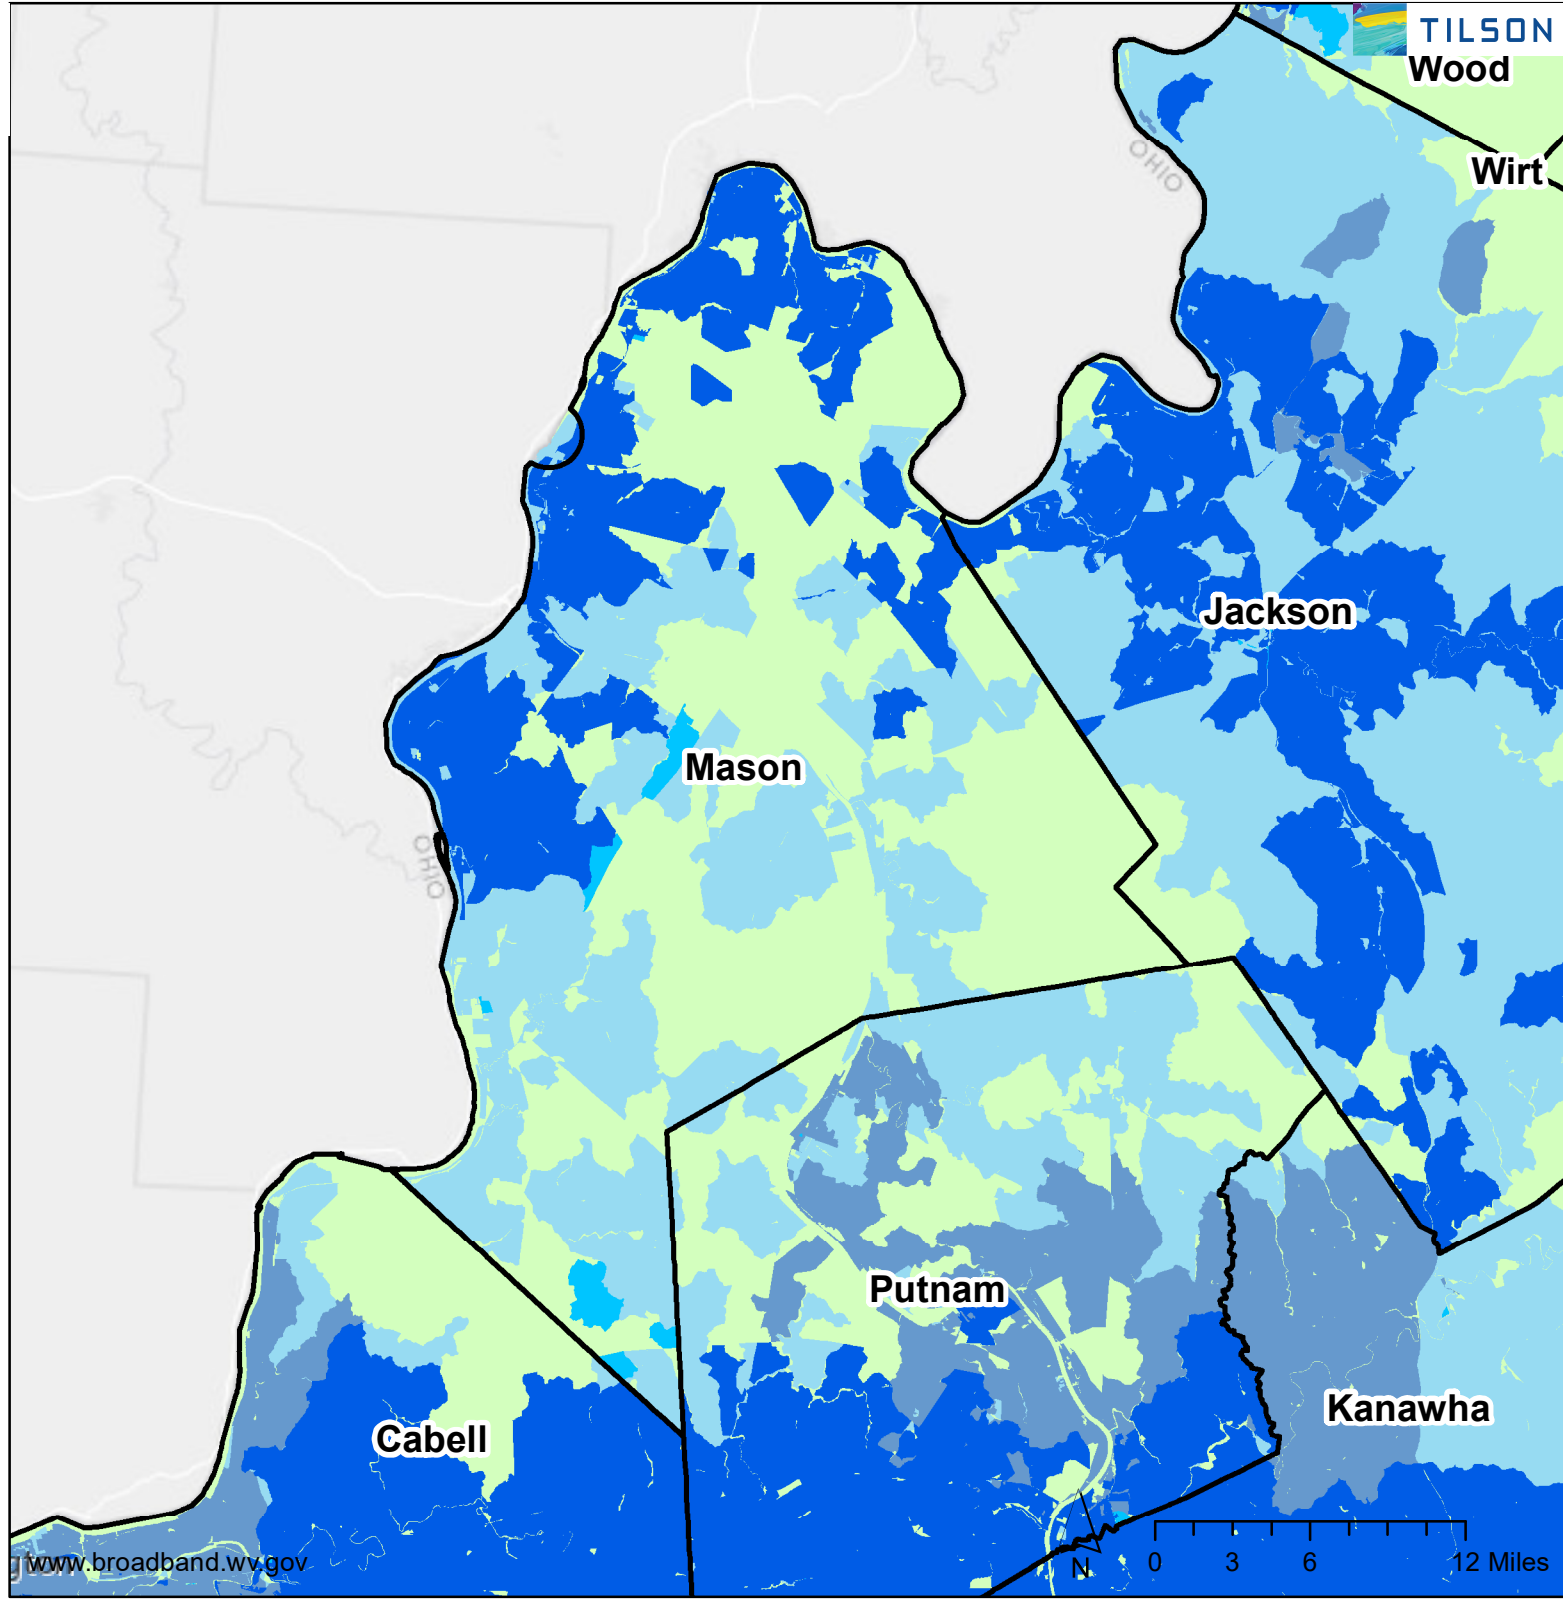 TILSON
Wood
OHIO
Wirt
Jackson
Mason
OHIO
Putnam
Kanawha
Cabell
www.broadband.wv.gov
N
0 3 6 12 Miles